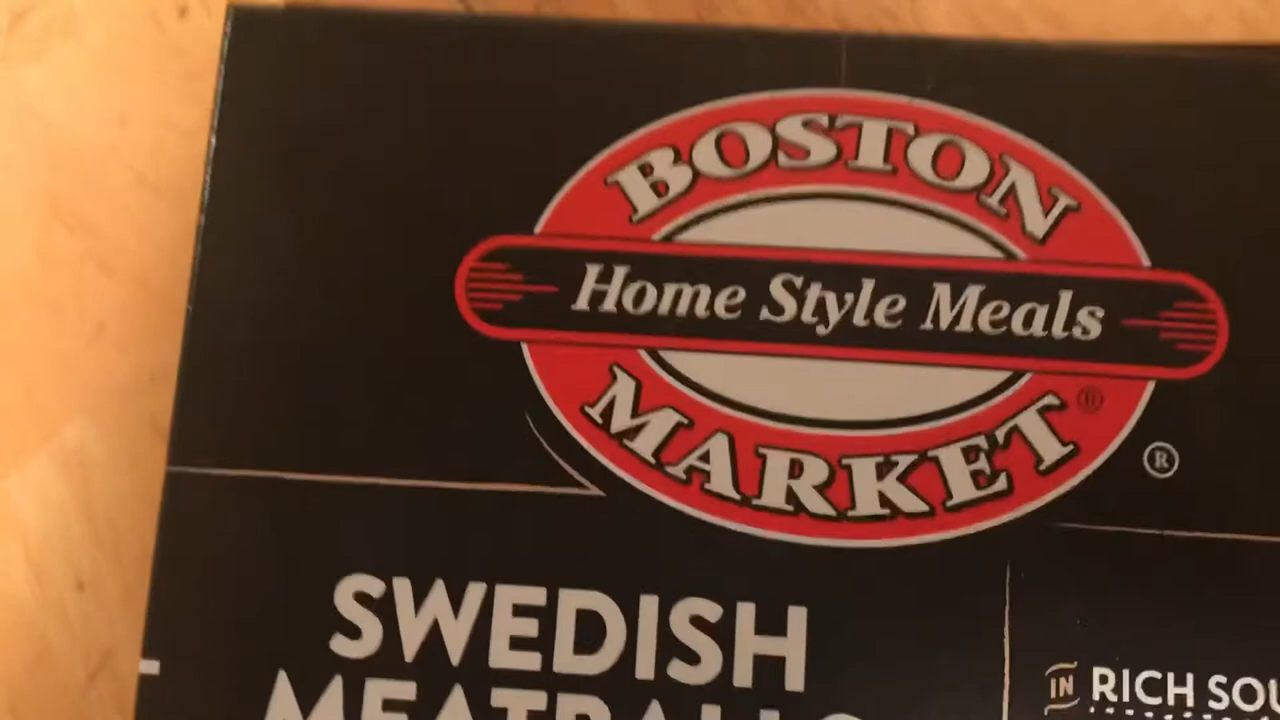 BOSTON
Home Style Meals
MARKET®
®
SWEDISH
MEATBALLS
IN RICH SOU